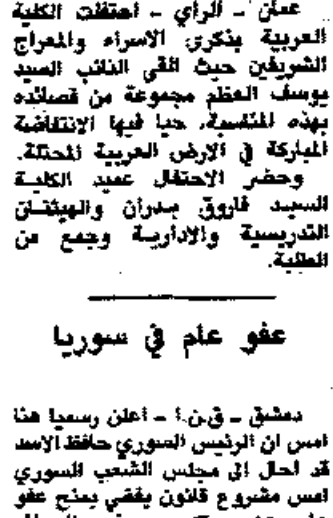 عمان - الرأي - احتفلت الكلية
العربية بذكرى الاسراء والمعراج
الشريفين حيث القى النائب السيد
يوسف العظم مجموعة من قصائده
بهذه المناسبة، حيا فيها الانتفاضة
المباركة في الارض العربية المحتلة.
وحضر الاحتفال عميد الكلية
السيد فاروق بدران والهيئتان
التدريسية والادارية وجمع من
الطلبة.
عفو عام في سوريا
دمشق - ق.ن.ا - اعلن رسميا هنا
امس ان الرئيس السوري حافظ الاسد
قد احال الى مجلس الشعب السوري
امس مشروع قانون يقضي بمنح عفو